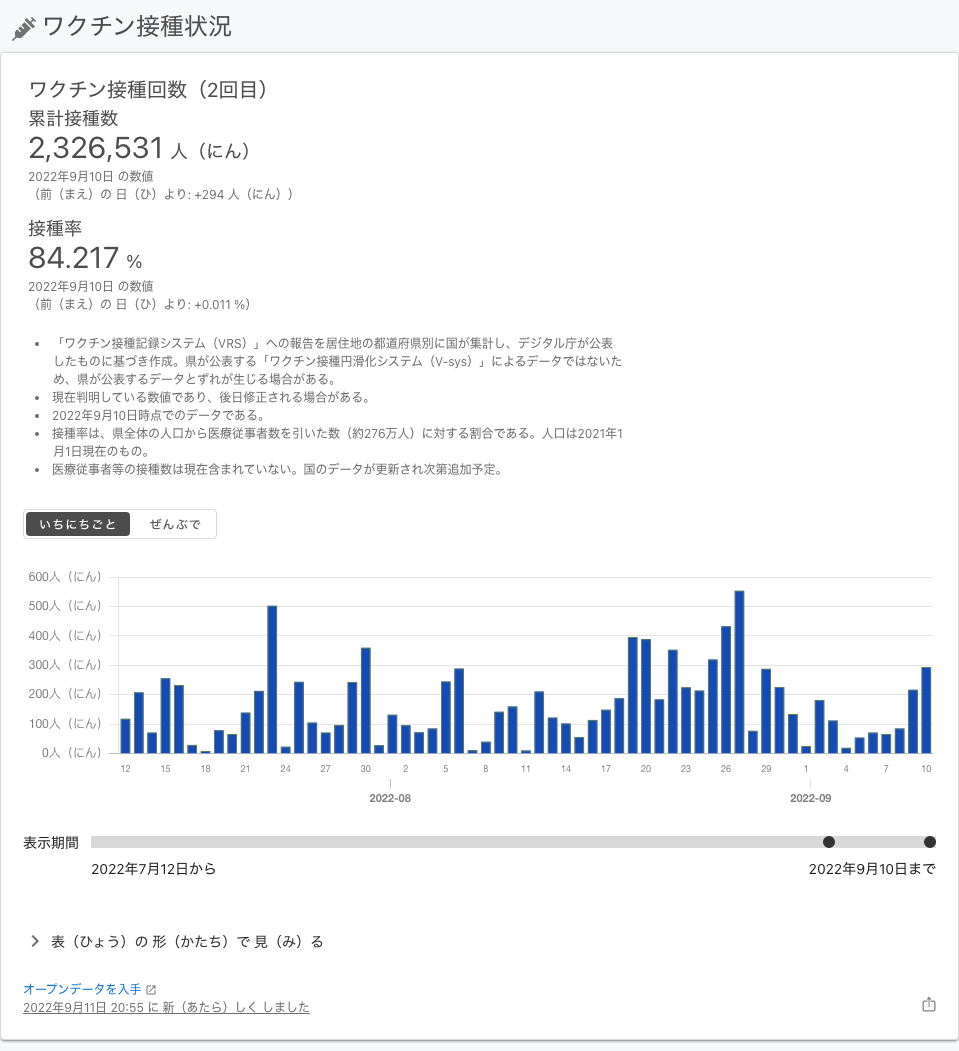 ワクチン接種状況
ワクチン接種回数（2回目）
累計接種数
2,326,531 人（にん）
2022年9月10日 の数値
（前（まえ）の 日（ひ）より: +294 人（にん））
接種率
84.217 %
2022年9月10日 の数値
（前（まえ）の 日（ひ）より: +0.011 %）
• 「ワクチン接種記録システム（VRS）」への報告を居住地の都道府県別に国が集計し、デジタル庁が公表
したものに基づき作成。県が公表する「ワクチン接種円滑化システム（V-sys）」によるデータではないた
め、県が公表するデータとずれが生じる場合がある。
• 現在判明している数値であり、後日修正される場合がある。
• 2022年9月10日時点でのデータである。
• 接種率は、県全体の人口から医療従事者数を引いた数（約276万人）に対する割合である。人口は2021年1
月1日現在のもの。
• 医療従事者等の接種数は現在含まれていない。国のデータが更新され次第追加予定。
いちにちごと ぜんぶで
600人（にん）
500人（にん）
400人（にん）
300人（にん）
200人（にん）
100人（にん）
0人（にん）
12 15 18 21 24 27 30 2 5 8 11 14 17 20 23 26 29 1 4 7 10
2022-08 2022-09
表示期間
2022年7月12日から 2022年9月10日まで
表（ひょう）の 形（かたち）で 見（み）る
オープンデータを入手
2022年9月11日 20:55 に 新（あたら）しく しました